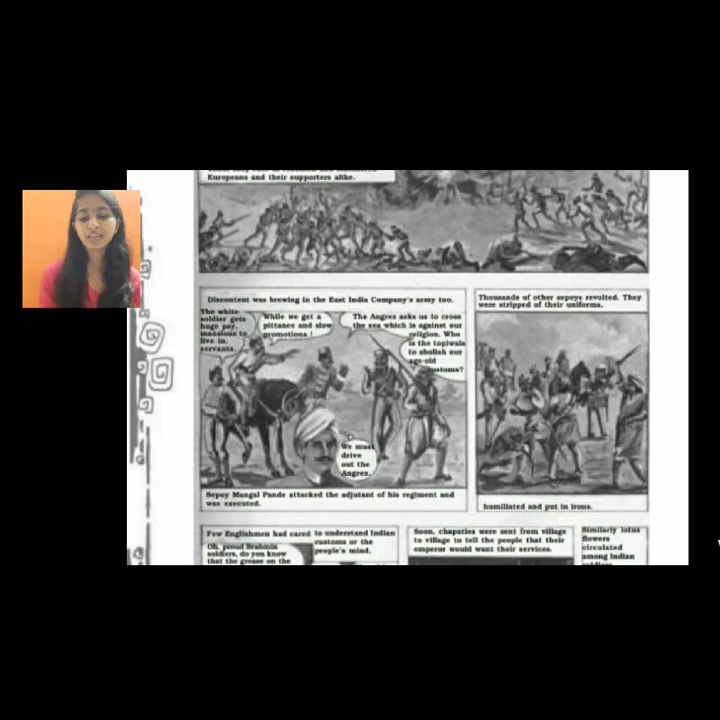 Europeans and their supporters alike.
Discontent was brewing in the East India Company's army too.
The white
soldier gets
huge pay,
mansions to
live in,
servants.
While we get a
pittance and slow
promotions !
The Angrez asks us to cross
the sea which is against our
religion. Who
is the topiwala
to abolish our
age-old
customs?
We must
drive
out the
Angrez.
Sepoy Mangal Pande attacked the adjutant of his regiment and
was executed.
Thousands of other sepoys revolted. They
were stripped of their uniforms,
humiliated and put in irons.
Few Englishmen had cared to understand Indian
customs or the
people's mind.
Oh, proud Brahmin
soldiers, do you know
that the grease on the
Soon, chapaties were sent from village
to village to tell the people that their
emperor would want their services.
Similarly lotus
flowers
circulated
among Indian